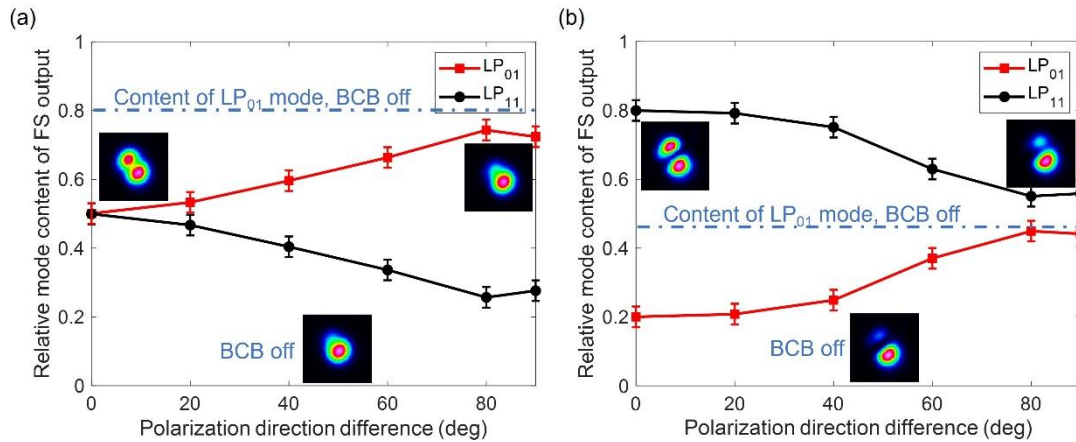 (a)
1
0.8
0.6
0.4
0.2
0
0
20
40
60
80
Relative mode content of FS output
Polarization direction difference (deg)
LP01
LP11
Content of LP01 mode, BCB off
BCB off
(b)
1
0.8
0.6
0.4
0.2
0
0
20
40
60
80
Relative mode content of FS output
Polarization direction difference (deg)
LP01
LP11
Content of LP01 mode, BCB off
BCB off